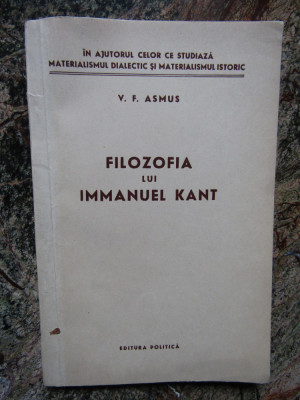 ÎN AJUTORUL CELOR CE STUDIAZĂ
MATERIALISMUL DIALECTIC ȘI MATERIALISMUL ISTORIC
V. F. ASMUS
FILOZOFIA
LUI
IMMANUEL KANT
EDITURA POLITICĂ